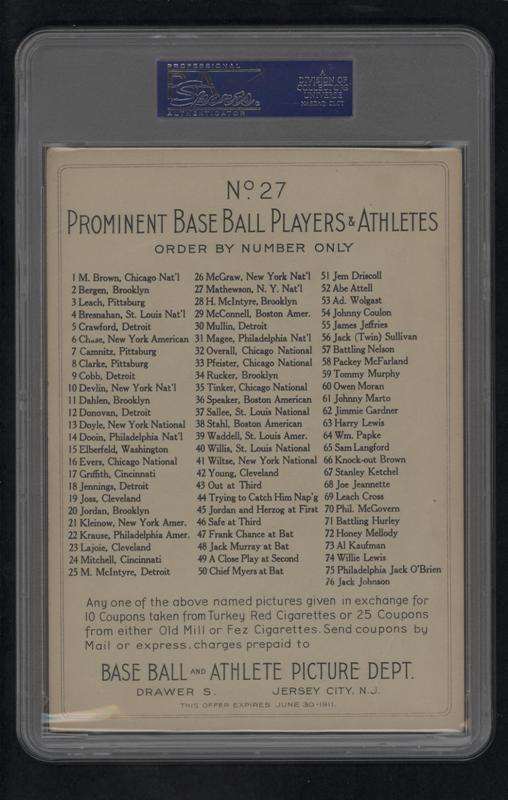 PROFESSIONAL
PSA
Sports
AUTHENTICATOR
A
DIVISION OF
COLLECTORS
UNIVERSE
NASDAQ: CLCT
No. 27
PROMINENT BASE BALL PLAYERS & ATHLETES
ORDER BY NUMBER ONLY
1 M. Brown, Chicago Nat'l
2 Bergen, Brooklyn
3 Leach, Pittsburg
4 Bresnahan, St. Louis Nat'l
5 Crawford, Detroit
6 Chase, New York American
7 Camnitz, Pittsburg
8 Clarke, Pittsburg
9 Cobb, Detroit
10 Devlin, New York Nat'l
11 Dahlen, Brooklyn
12 Donovan, Detroit
13 Doyle, New York National
14 Dooin, Philadelphia Nat'l
15 Elberfeld, Washington
16 Evers, Chicago National
17 Griffith, Cincinnati
18 Jennings, Detroit
19 Joss, Cleveland
20 Jordan, Brooklyn
21 Kleinow, New York Amer.
22 Krause, Philadelphia Amer.
23 Lajoie, Cleveland
24 Mitchell, Cincinnati
25 M. McIntyre, Detroit
26 McGraw, New York Nat'l
27 Mathewson, N. Y. Nat'l
28 H. McIntyre, Brooklyn
29 McConnell, Boston Amer.
30 Mullin, Detroit
31 Magee, Philadelphia Nat'l
32 Overall, Chicago National
33 Pfeister, Chicago National
34 Rucker, Brooklyn
35 Tinker, Chicago National
36 Speaker, Boston American
37 Sallee, St. Louis National
38 Stahl, Boston American
39 Waddell, St. Louis Amer.
40 Willis, St. Louis National
41 Wiltse, New York National
42 Young, Cleveland
43 Out at Third
44 Trying to Catch Him Nap'g
45 Jordan and Herzog at First
46 Safe at Third
47 Frank Chance at Bat
48 Jack Murray at Bat
49 A Close Play at Second
50 Chief Myers at Bat
51 Jem Driscoll
52 Abe Attell
53 Ad. Wolgast
54 Johnny Coulon
55 James Jeffries
56 Jack (Twin) Sullivan
57 Battling Nelson
58 Packey McFarland
59 Tommy Murphy
60 Owen Moran
61 Johnny Marto
62 Jimmie Gardner
63 Harry Lewis
64 Wm. Papke
65 Sam Langford
66 Knock-out Brown
67 Stanley Ketchel
68 Joe Jeannette
69 Leach Cross
70 Phil. McGovern
71 Battling Hurley
72 Honey Mellody
73 Al Kaufman
74 Willie Lewis
75 Philadelphia Jack O'Brien
76 Jack Johnson
Any one of the above named pictures given in exchange for
10 Coupons taken from Turkey Red Cigarettes or 25 Coupons
from either Old Mill or Fez Cigarettes. Send coupons by
Mail or express, charges prepaid to
BASE BALL AND ATHLETE PICTURE DEPT.
DRAWER S. JERSEY CITY, N.J.
THIS OFFER EXPIRES JUNE 30-1911.